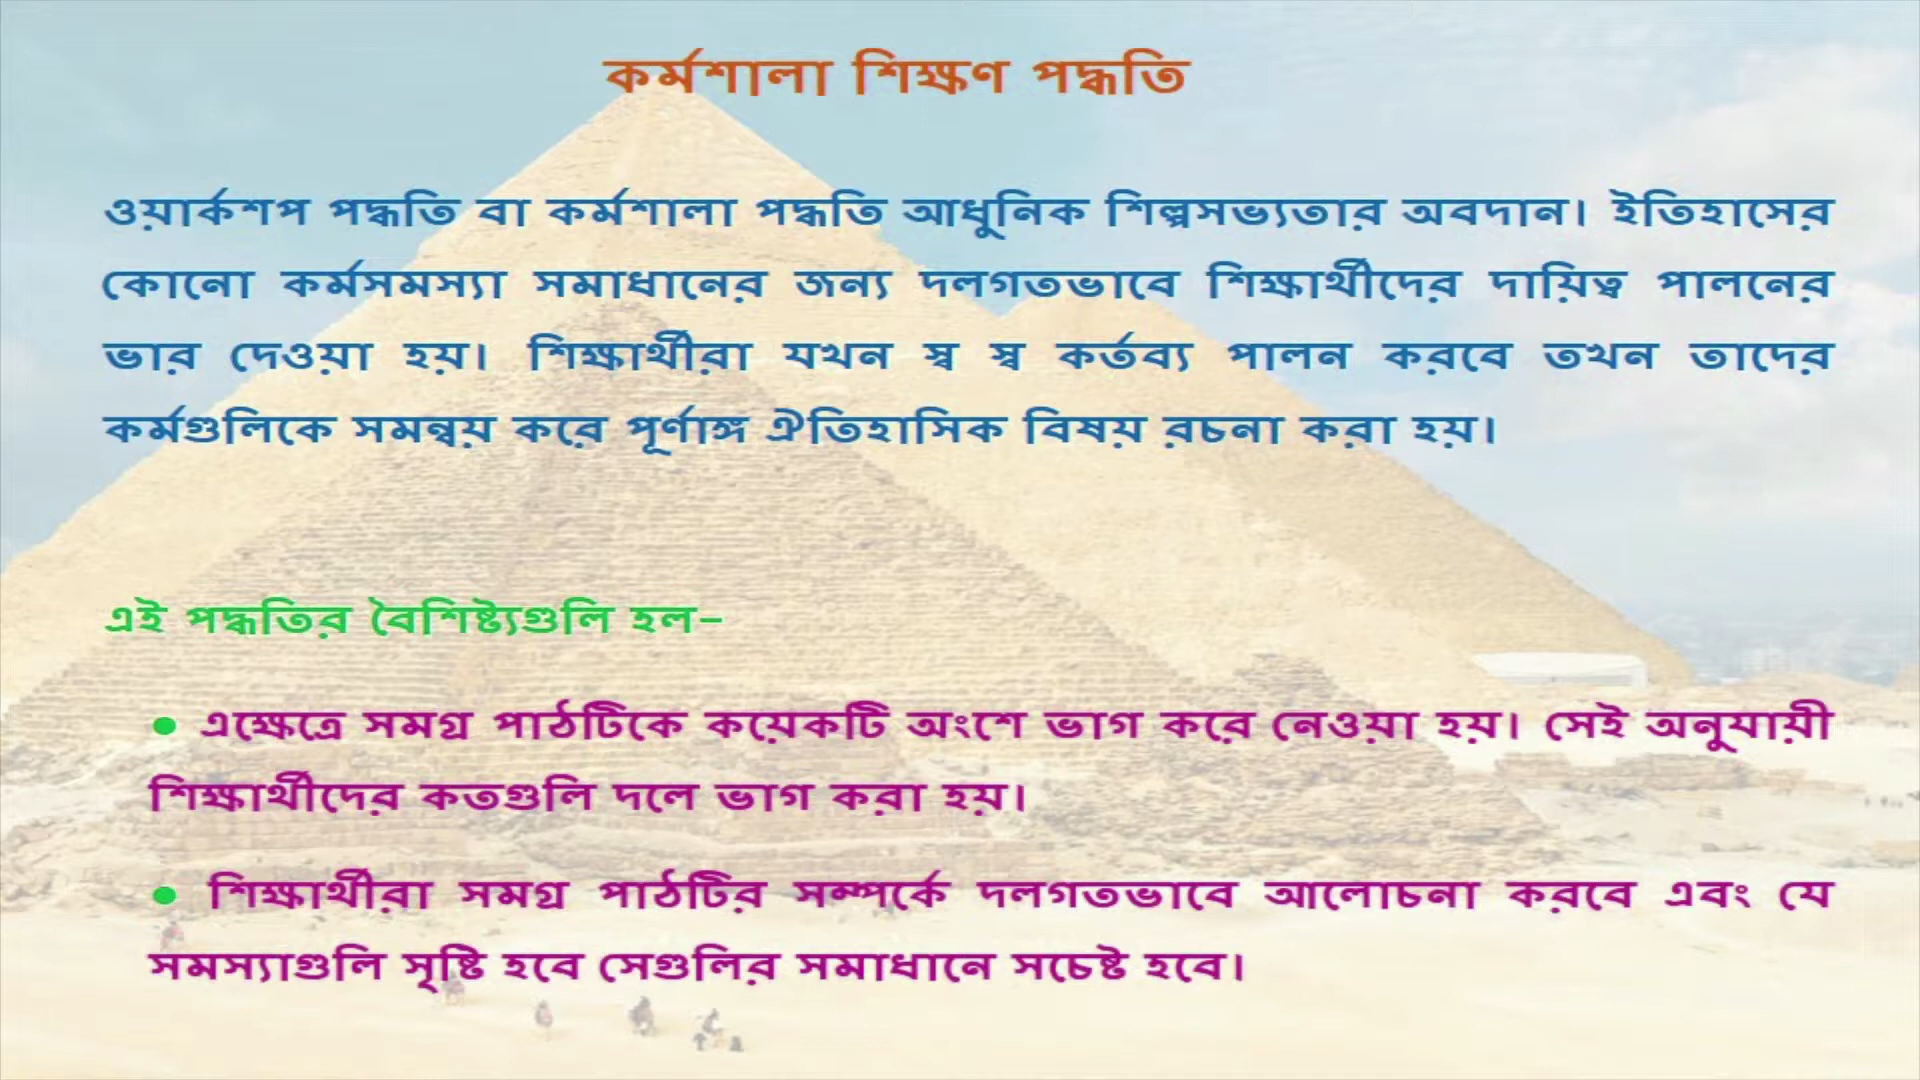 কর্মশালা শিক্ষণ পদ্ধতি
ওয়ার্কশপ পদ্ধতি বা কর্মশালা পদ্ধতি আধুনিক শিল্পসভ্যতার অবদান। ইতিহাসের
কোনো কর্মসমস্যা সমাধানের জন্য দলগতভাবে শিক্ষার্থীদের দায়িত্ব পালনের
ভার দেওয়া হয়। শিক্ষার্থীরা যখন স্ব স্ব কর্তব্য পালন করবে তখন তাদের
কর্মগুলিকে সমন্বয় করে পূর্ণাঙ্গ ঐতিহাসিক বিষয় রচনা করা হয়।
এই পদ্ধতির বৈশিষ্ট্যগুলি হল–
● এক্ষেত্রে সমগ্র পাঠটিকে কয়েকটি অংশে ভাগ করে নেওয়া হয়। সেই অনুযায়ী
শিক্ষার্থীদের কতগুলি দলে ভাগ করা হয়।
● শিক্ষার্থীরা সমগ্র পাঠটির সম্পর্কে দলগতভাবে আলোচনা করবে এবং যে
সমস্যাগুলি সৃষ্টি হবে সেগুলির সমাধানে সচেষ্ট হবে।